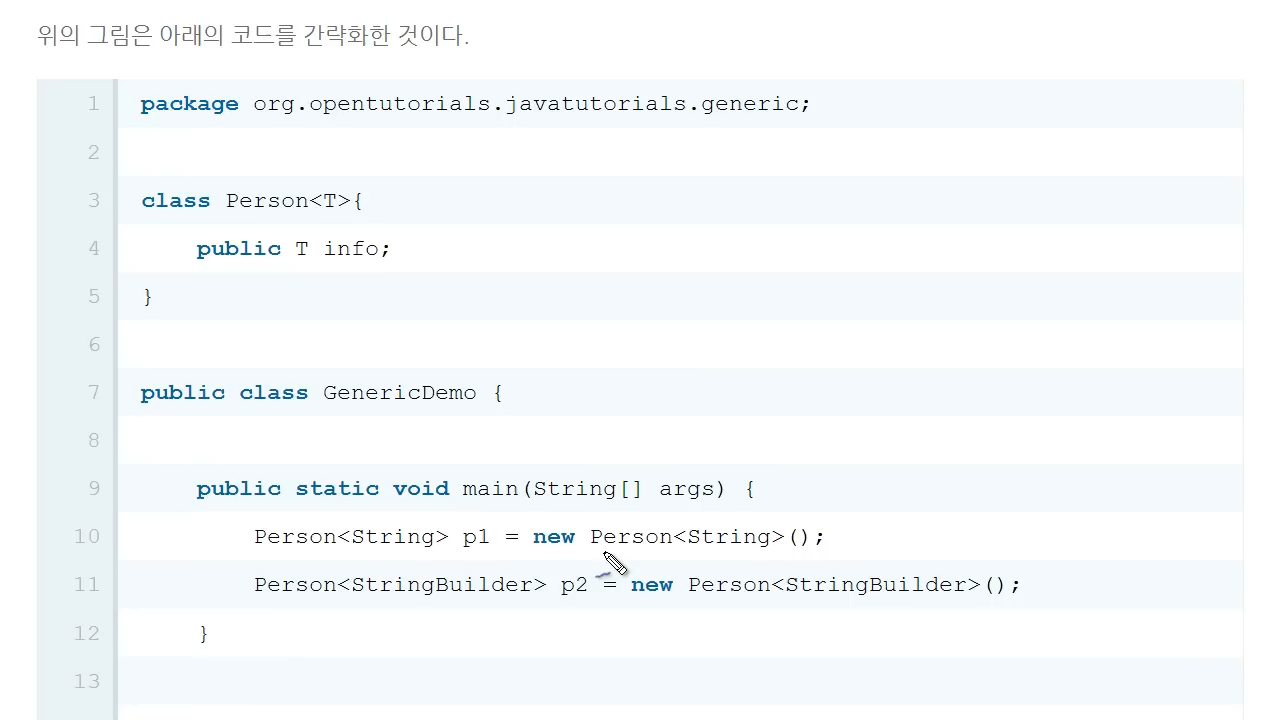 위의 그림은 아래의 코드를 간략화한 것이다.
1 package org.opentutorials.javatutorials.generic;
2
3 class Person<T>{
4 public T info;
5 }
6
7 public class GenericDemo {
8
9 public static void main(String[] args) {
10 Person<String> p1 = new Person<String>();
11 Person<StringBuilder> p2 = new Person<StringBuilder>();
12 }
13